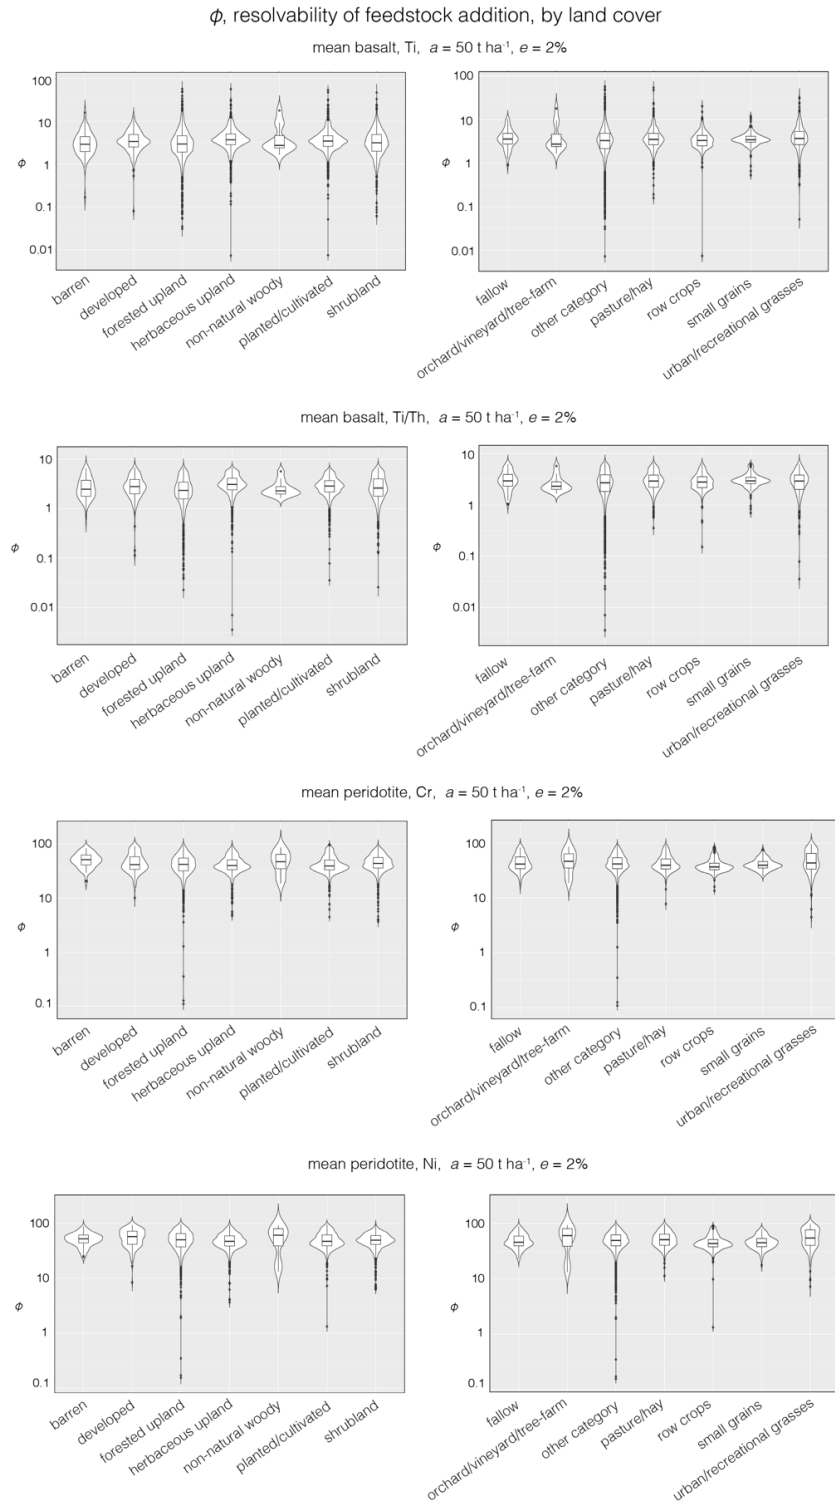 ϕ, resolvability of feedstock addition, by land cover
mean basalt, Ti, a = 50 t ha⁻¹, e = 2%
100
10
1
0.1
0.01
ϕ
barren
developed
forested upland
herbaceous upland
non-natural woody
planted/cultivated
shrubland
100
10
1
0.1
0.01
ϕ
fallow
orchard/vineyard/tree-farm
other category
pasture/hay
row crops
small grains
urban/recreational grasses
mean basalt, Ti/Th, a = 50 t ha⁻¹, e = 2%
10
1
0.1
0.01
ϕ
barren
developed
forested upland
herbaceous upland
non-natural woody
planted/cultivated
shrubland
10
1
0.1
0.01
ϕ
fallow
orchard/vineyard/tree-farm
other category
pasture/hay
row crops
small grains
urban/recreational grasses
mean peridotite, Cr, a = 50 t ha⁻¹, e = 2%
100
10
1
0.1
ϕ
barren
developed
forested upland
herbaceous upland
non-natural woody
planted/cultivated
shrubland
100
10
1
0.1
ϕ
fallow
orchard/vineyard/tree-farm
other category
pasture/hay
row crops
small grains
urban/recreational grasses
mean peridotite, Ni, a = 50 t ha⁻¹, e = 2%
100
10
1
0.1
ϕ
barren
developed
forested upland
herbaceous upland
non-natural woody
planted/cultivated
shrubland
100
10
1
0.1
ϕ
fallow
orchard/vineyard/tree-farm
other category
pasture/hay
row crops
small grains
urban/recreational grasses